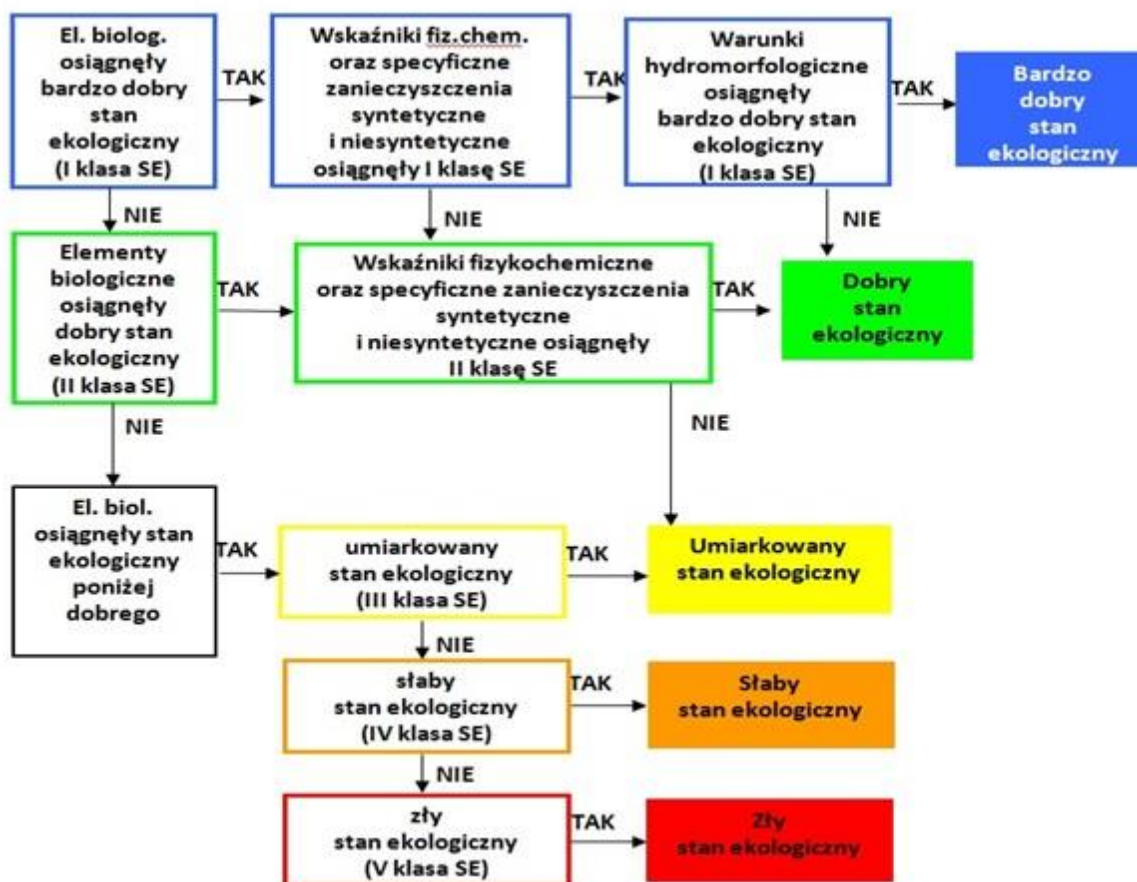 El. biolog.
osiągnęły
bardzo dobry
stan
ekologiczny
(I klasa SE)
TAK
Wskaźniki fiz.chem.
oraz specyficzne
zanieczyszczenia
syntetyczne
i niesyntetyczne
osiągnęły I klasę SE
TAK
Warunki
hydromorfologiczne
osiągnęły
bardzo dobry stan
ekologiczny
(I klasa SE)
TAK
Bardzo
dobry
stan
ekologiczny
NIE
NIE
NIE
Elementy
biologiczne
osiągnęły
dobry stan
ekologiczny
(II klasa SE)
TAK
Wskaźniki fizykochemiczne
oraz specyficzne zanieczyszczenia
syntetyczne
i niesyntetyczne osiągnęły
II klasę SE
TAK
Dobry
stan
ekologiczny
NIE
NIE
El. biol.
osiągnęły stan
ekologiczny
poniżej
dobrego
TAK
umiarkowany
stan ekologiczny
(III klasa SE)
TAK
Umiarkowany
stan ekologiczny
NIE
słaby
stan ekologiczny
(IV klasa SE)
TAK
Słaby
stan ekologiczny
NIE
zły
stan ekologiczny
(V klasa SE)
TAK
Zły
stan ekologiczny